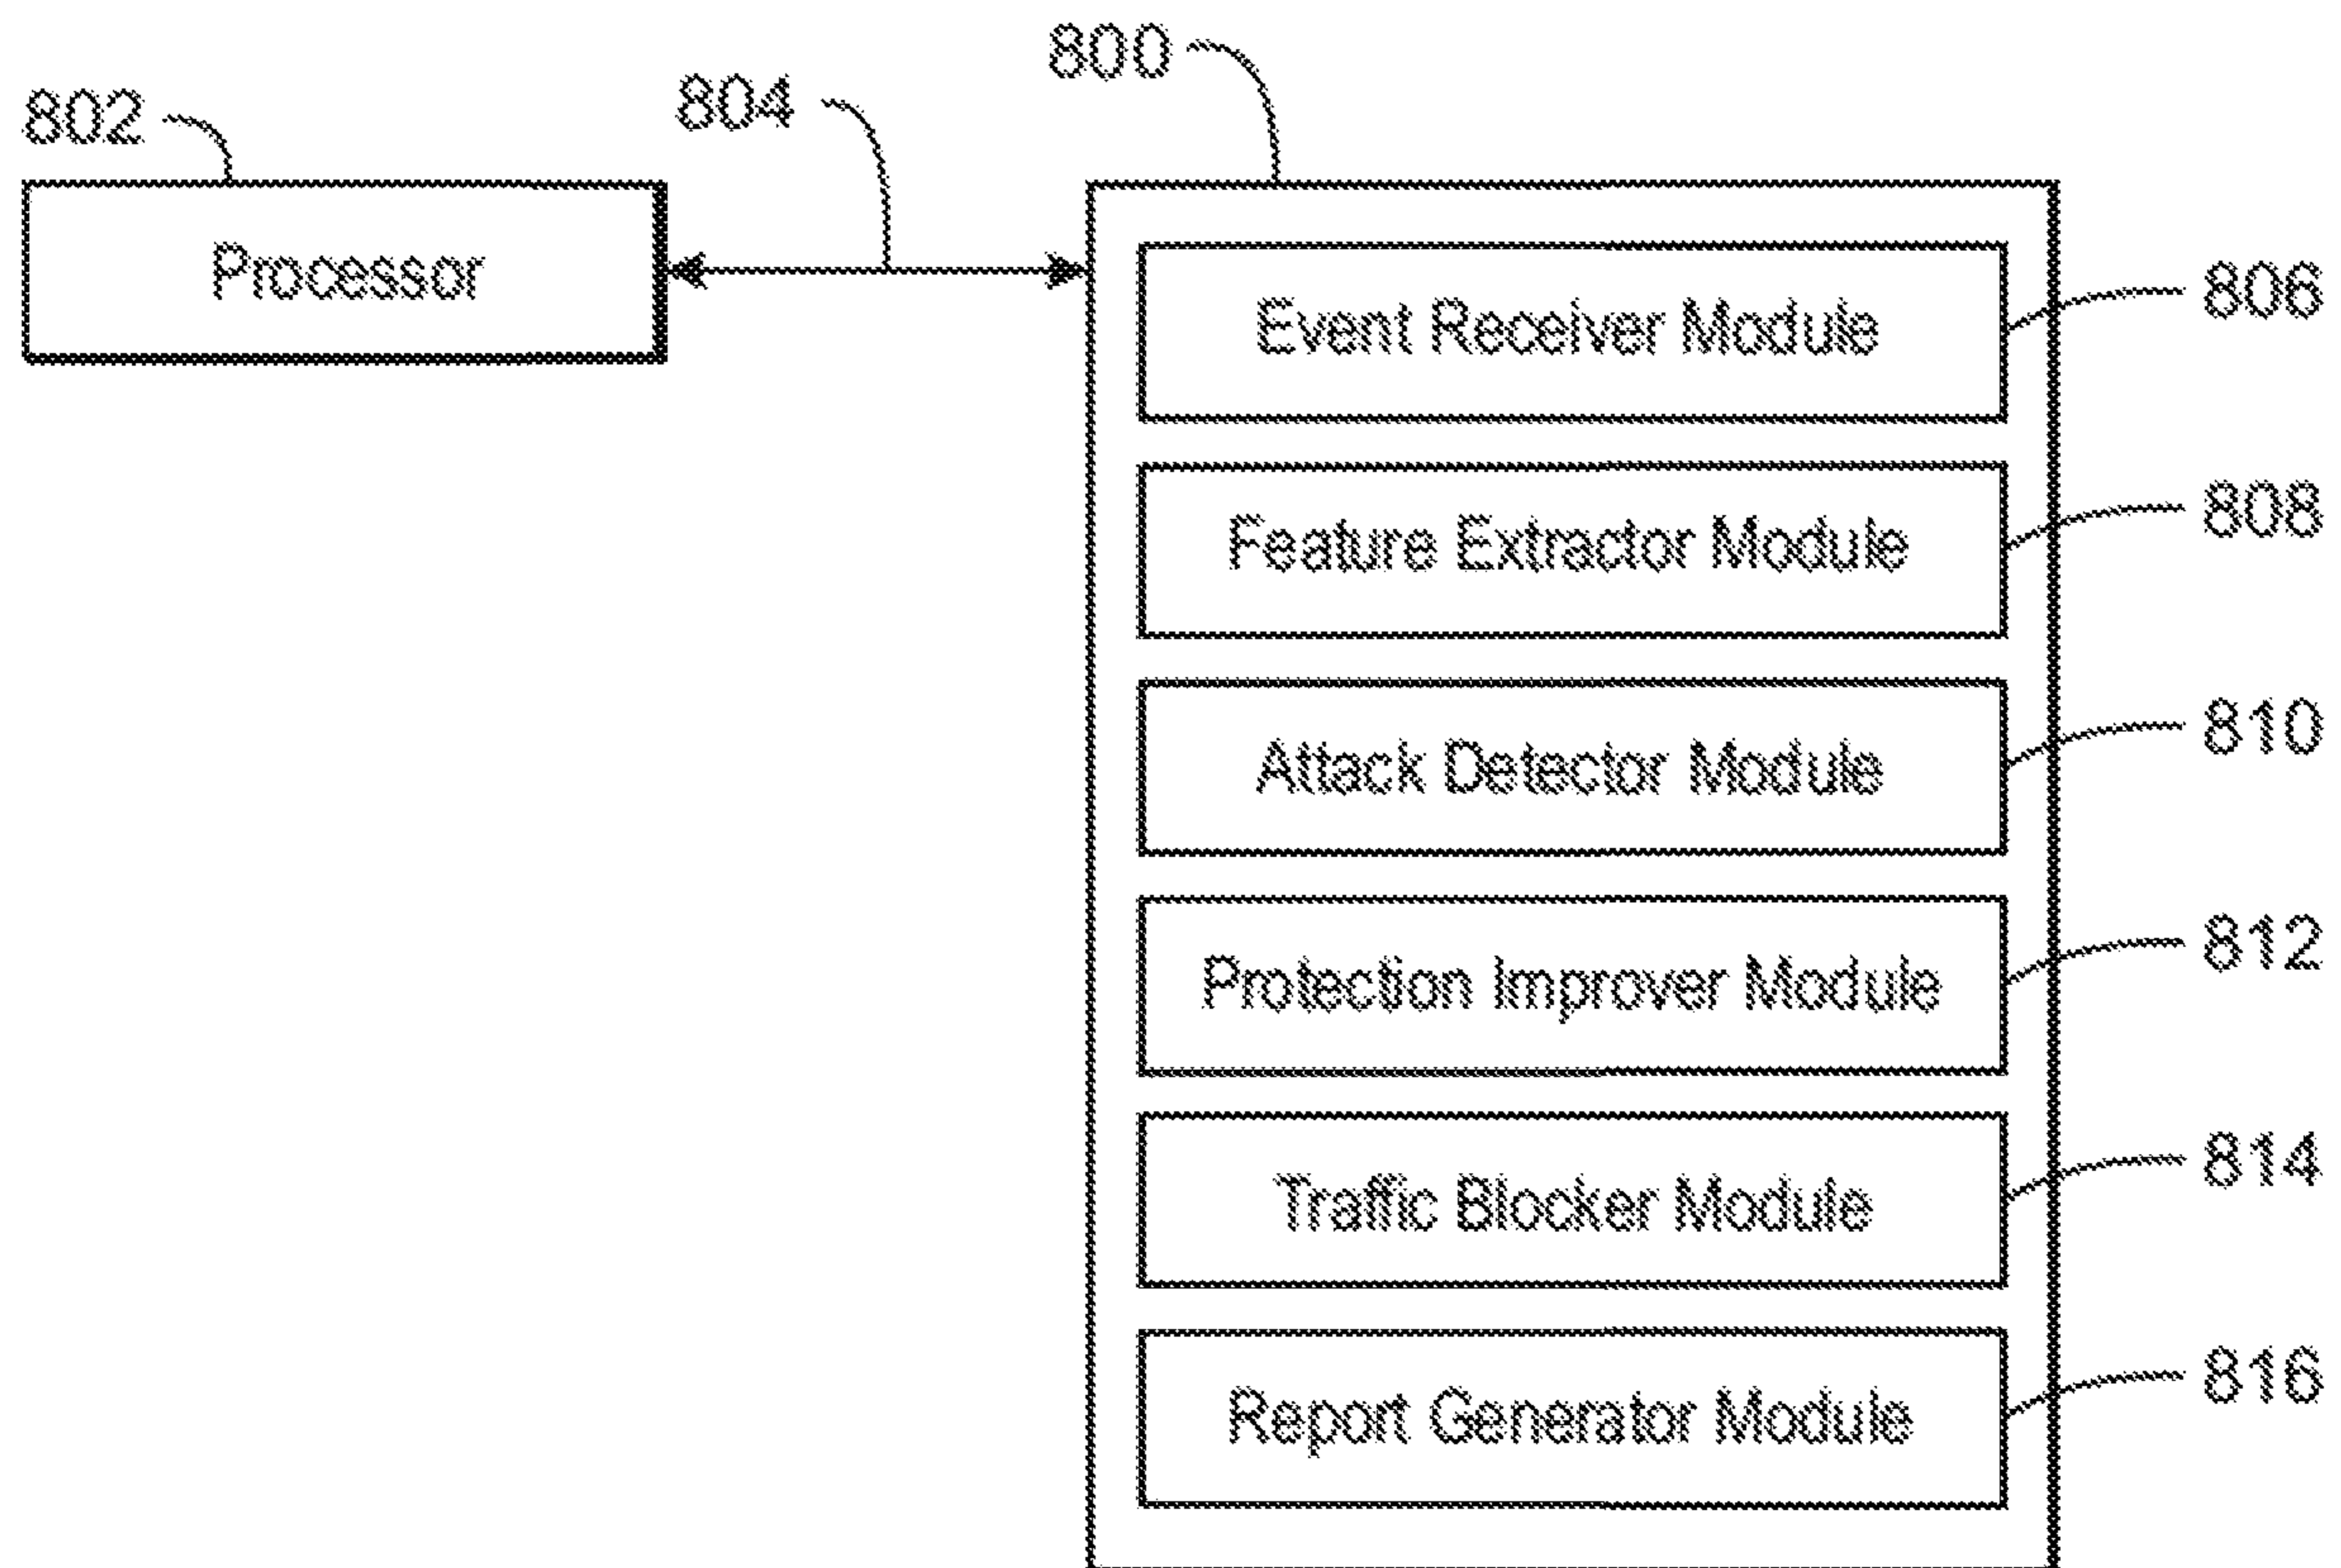 800
804
802
Processor
Event Receiver Module
806
Feature Extractor Module
808
Attack Detector Module
810
Protection Improver Module
812
Traffic Blocker Module
814
Report Generator Module
816